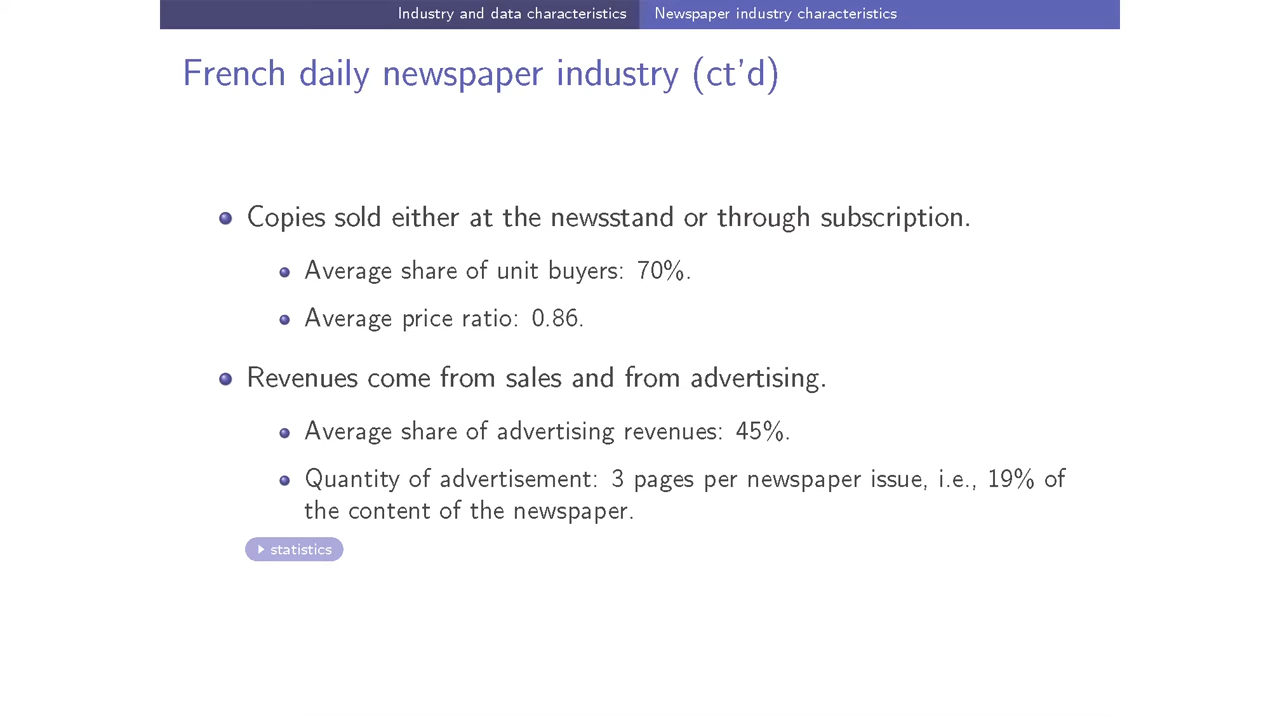 Industry and data characteristics Newspaper industry characteristics
French daily newspaper industry (ct'd)
Copies sold either at the newsstand or through subscription.
Average share of unit buyers: 70%.
Average price ratio: 0.86.
Revenues come from sales and from advertising.
Average share of advertising revenues: 45%.
Quantity of advertisement: 3 pages per newspaper issue, i.e., 19% of
the content of the newspaper.
statistics